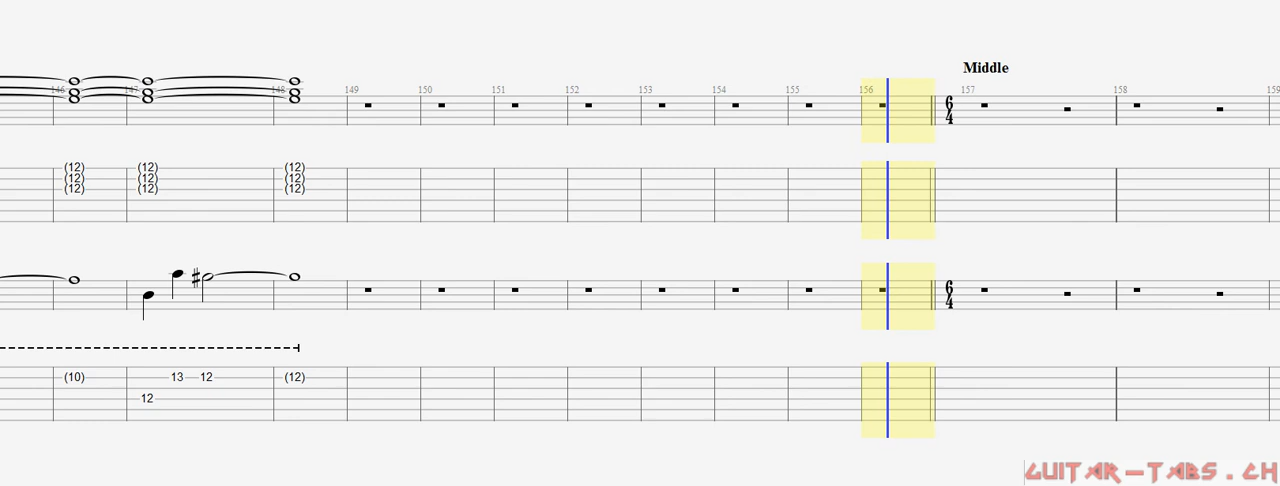 Middle
146 147 148 149 150 151 152 153 154 155 156 157 158 159
6
4
(12) (12) (12)
(12) (12) (12)
(12) (12) (12)
6
4
(10) 13 12 (12)
12
GUITAR-TABS.CH